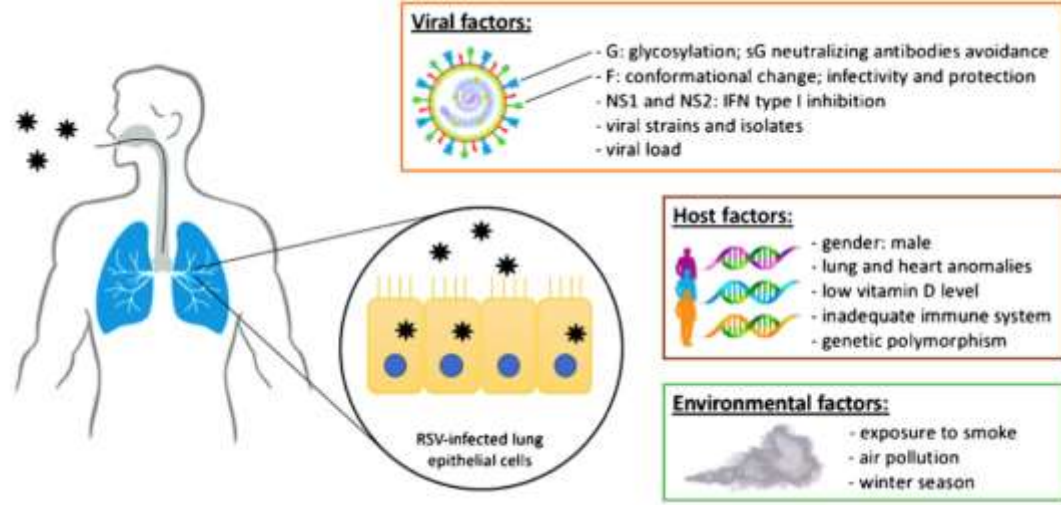 Viral factors:
- G: glycosylation; sG neutralizing antibodies avoidance
- F: conformational change; infectivity and protection
- NS1 and NS2: IFN type I inhibition
- viral strains and isolates
- viral load
Host factors:
- gender: male
- lung and heart anomalies
- low vitamin D level
- inadequate immune system
- genetic polymorphism
RSV-infected lung
epithelial cells
Environmental factors:
- exposure to smoke
- air pollution
- winter season